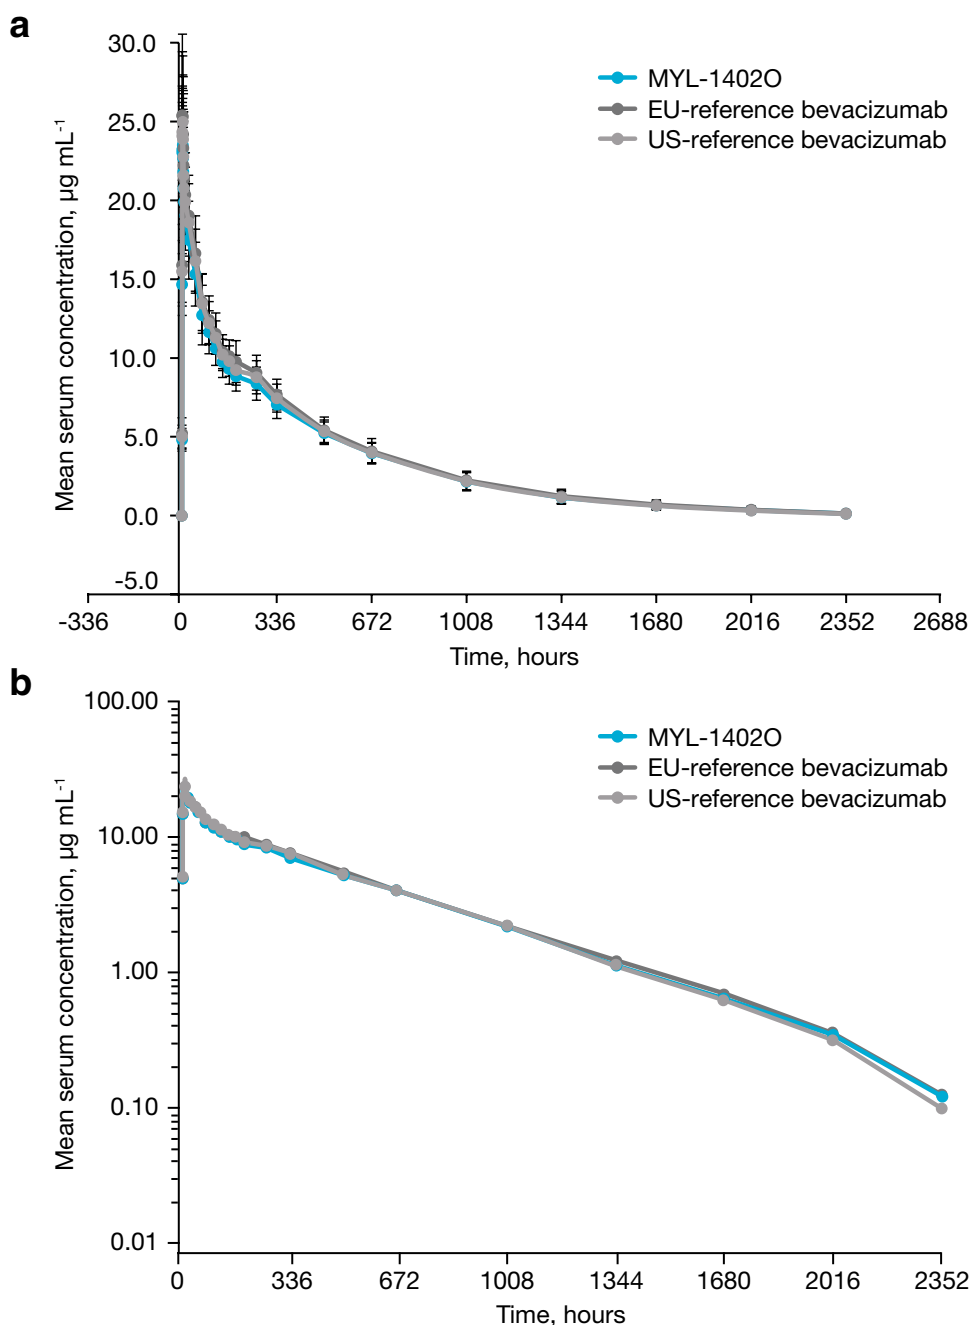 a
30.0
25.0
20.0
15.0
10.0
5.0
0.0
-5.0
Mean serum concentration, µg mL⁻¹
MYL-1402O
EU-reference bevacizumab
US-reference bevacizumab
-336 0 336 672 1008 1344 1680 2016 2352 2688
Time, hours
b
100.00
10.00
1.00
0.10
0.01
Mean serum concentration, µg mL⁻¹
MYL-1402O
EU-reference bevacizumab
US-reference bevacizumab
0 336 672 1008 1344 1680 2016 2352
Time, hours